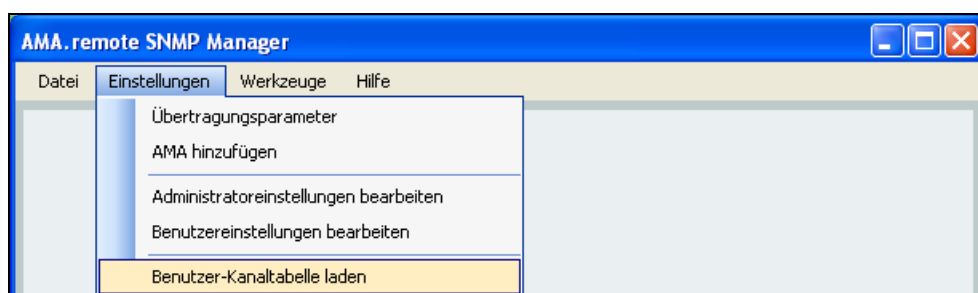 AMA.remote SNMP Manager
Datei Einstellungen Werkzeuge Hilfe
Übertragungsparameter
AMA hinzufügen
Administratoreinstellungen bearbeiten
Benutzereinstellungen bearbeiten
Benutzer-Kanaltabelle laden